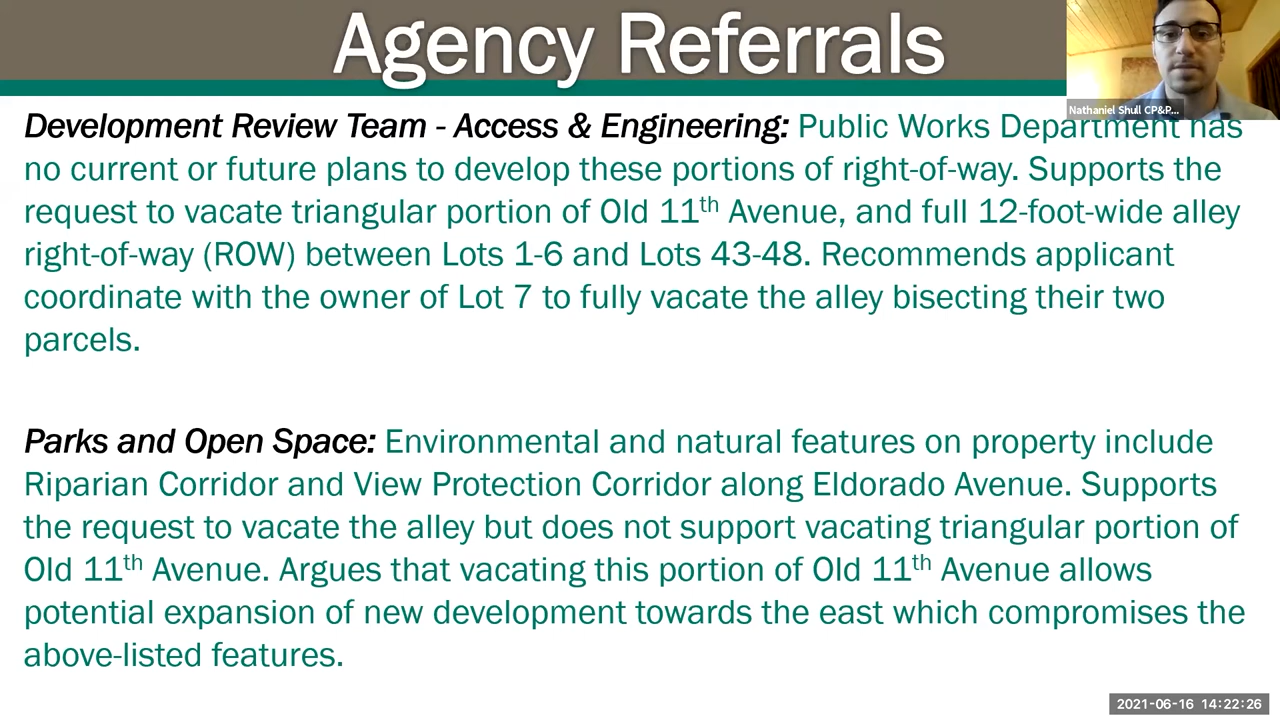 Agency Referrals
Nathaniel Shull CP&P...
Development Review Team - Access & Engineering: Public Works Department has
no current or future plans to develop these portions of right-of-way. Supports the
request to vacate triangular portion of Old 11th Avenue, and full 12-foot-wide alley
right-of-way (ROW) between Lots 1-6 and Lots 43-48. Recommends applicant
coordinate with the owner of Lot 7 to fully vacate the alley bisecting their two
parcels.
Parks and Open Space: Environmental and natural features on property include
Riparian Corridor and View Protection Corridor along Eldorado Avenue. Supports
the request to vacate the alley but does not support vacating triangular portion of
Old 11th Avenue. Argues that vacating this portion of Old 11th Avenue allows
potential expansion of new development towards the east which compromises the
above-listed features.
2021-06-16 14:22:26